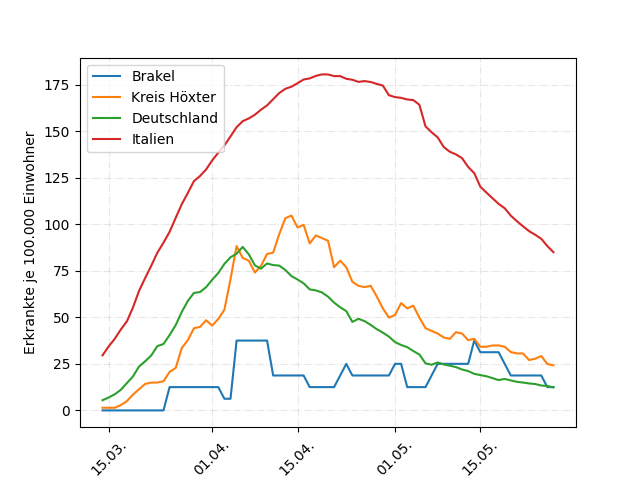 Brakel
Kreis Höxter
Deutschland
Italien
Erkrankte je 100.000 Einwohner
175
150
125
100
75
50
25
0
15.03.
01.04.
15.04.
01.05.
15.05.